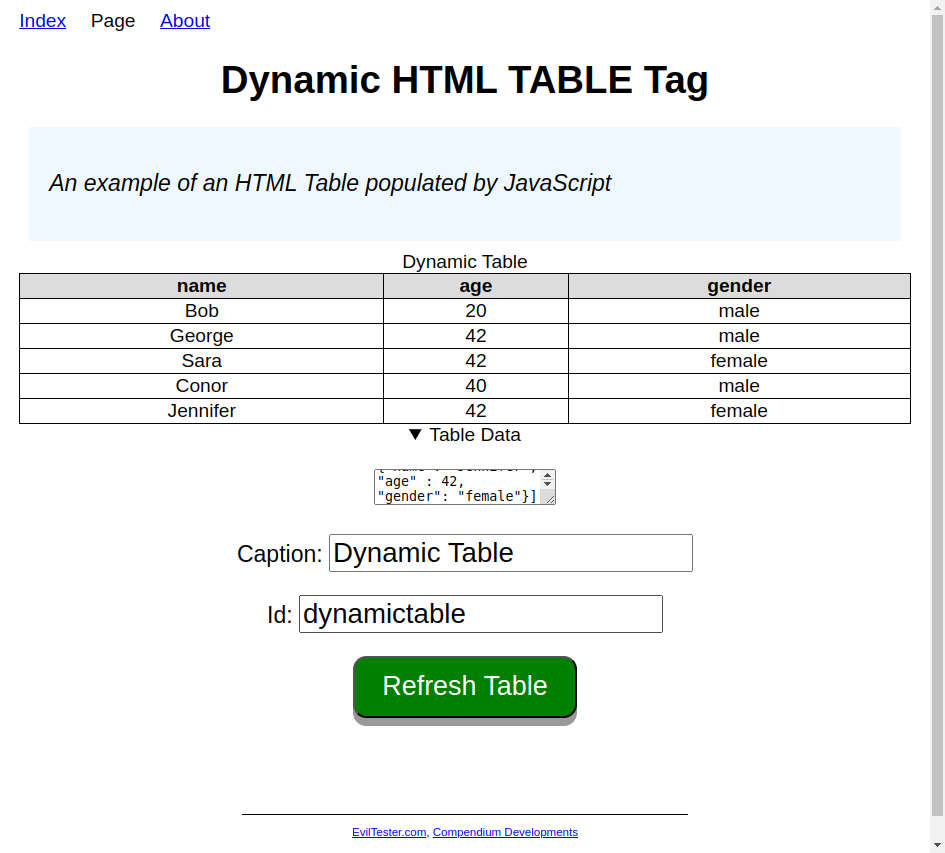 Index Page About
Dynamic HTML TABLE Tag
An example of an HTML Table populated by JavaScript
Dynamic Table
name age gender
Bob 20 male
George 42 male
Sara 42 female
Conor 40 male
Jennifer 42 female
▼ Table Data
"age" : 42,
"gender": "female"}]
Caption: Dynamic Table
Id: dynamictable
Refresh Table
EvilTester.com, Compendium Developments